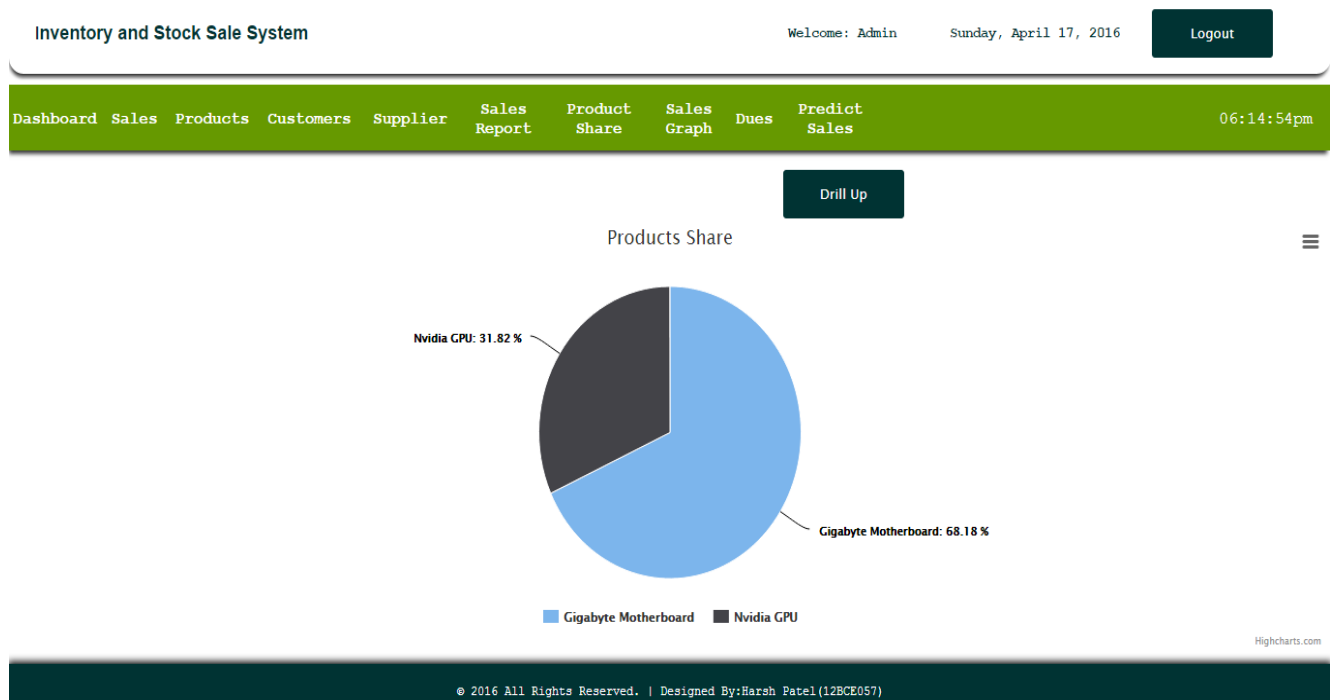 Inventory and Stock Sale System
Welcome: Admin
Sunday, April 17, 2016
Logout
Dashboard
Sales
Products
Customers
Supplier
Sales
Report
Product
Share
Sales
Graph
Dues
Predict
Sales
06:14:54pm
Drill Up
Products Share
Nvidia GPU: 31.82 %
Gigabyte Motherboard: 68.18 %
Gigabyte Motherboard
Nvidia GPU
Highcharts.com
© 2016 All Rights Reserved. | Designed By:Harsh Patel(12BCE057)